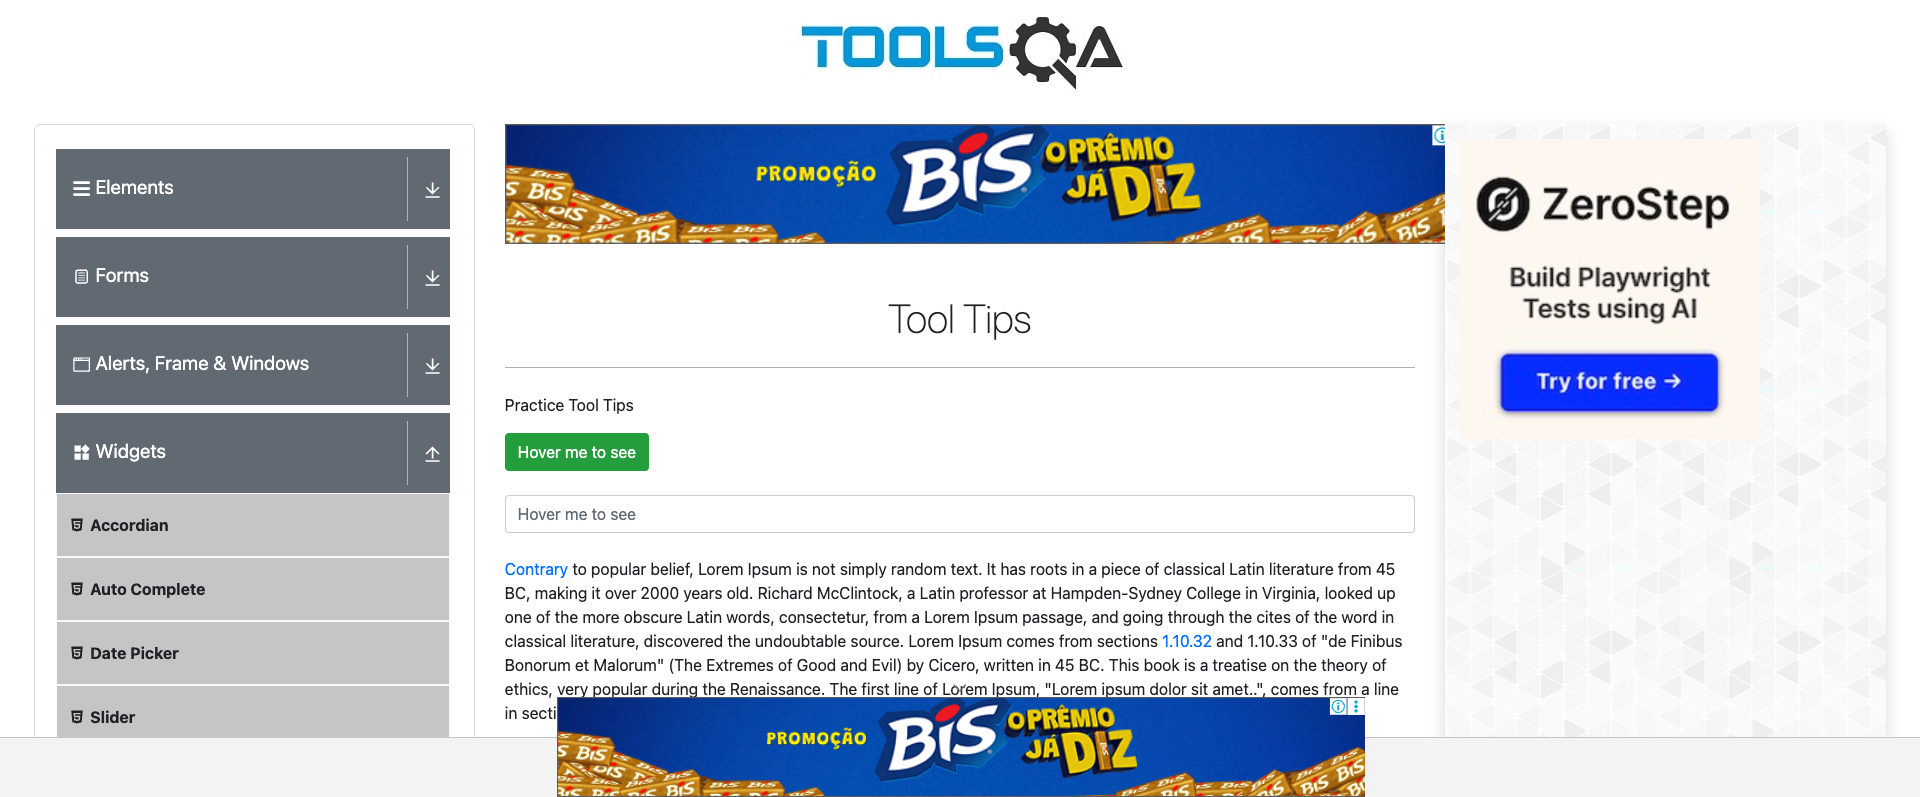 TOOLSQA
Elements
Forms
Alerts, Frame & Windows
Widgets
Accordian
Auto Complete
Date Picker
Slider
PROMOÇÃO BIS O PRÊMIO JÁ DIZ
Tool Tips
Practice Tool Tips
Hover me to see
Hover me to see
Contrary to popular belief, Lorem Ipsum is not simply random text. It has roots in a piece of classical Latin literature from 45
BC, making it over 2000 years old. Richard McClintock, a Latin professor at Hampden-Sydney College in Virginia, looked up
one of the more obscure Latin words, consectetur, from a Lorem Ipsum passage, and going through the cites of the word in
classical literature, discovered the undoubtable source. Lorem Ipsum comes from sections 1.10.32 and 1.10.33 of "de Finibus
Bonorum et Malorum" (The Extremes of Good and Evil) by Cicero, written in 45 BC. This book is a treatise on the theory of
ethics, very popular during the Renaissance. The first line of Lorem Ipsum, "Lorem ipsum dolor sit amet..", comes from a line
in secti
PROMOÇÃO BIS O PRÊMIO JÁ DIZ
ZeroStep
Build Playwright
Tests using AI
Try for free →